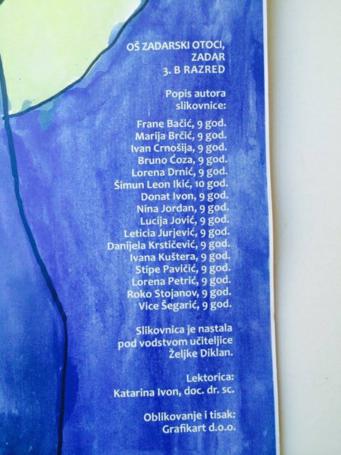 OŠ ZADARSKI OTOCI,
ZADAR
3. B RAZRED
Popis autora
slikovnice:
Frane Bačić, 9 god.
Marija Brčić, 9 god.
Ivan Crnošija, 9 god.
Bruno Ćoza, 9 god.
Lorena Drnić, 9 god.
Šimun Leon Ikić, 10 god.
Donat Ivon, 9 god.
Nina Jordan, 9 god.
Lucija Jović, 9 god.
Leticia Jurjević, 9 god.
Danijela Krstičević, 9 god.
Ivana Kuštera, 9 god.
Stipe Pavičić, 9 god.
Lorena Petrić, 9 god.
Roko Stojanov, 9 god.
Vice Šegarić, 9 god.
Slikovnica je nastala
pod vodstvom učiteljice
Željke Diklan.
Lektorica:
Katarina Ivon, doc. dr. sc.
Oblikovanje i tisak:
Grafikart d.o.o.